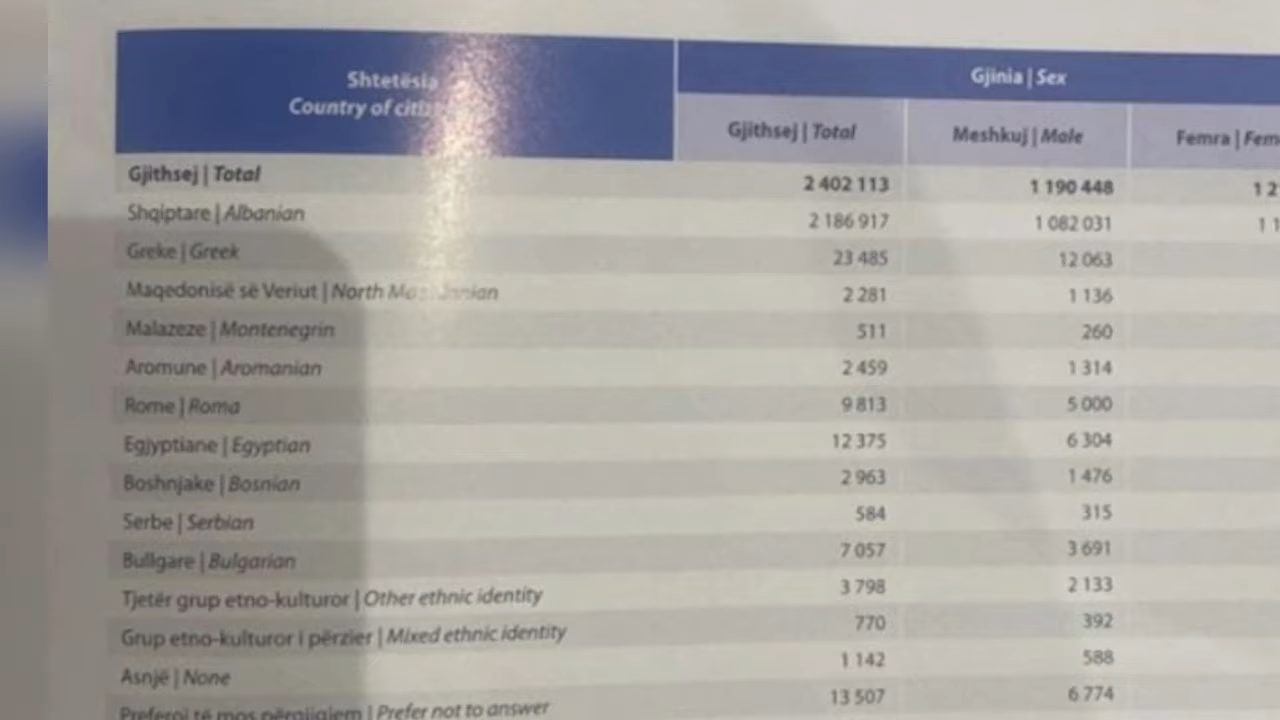 Shtetësia
Country of
Gjinia | Sex
Gjithsej | Total
Meshkuj | Male
Femra |
Gjithsej | Total 2 402 113 1 190 448
Shqiptare | Albanian 2 186 917 1 082 031
Greke | Greek 23 485 12 063
Maqedonisë së Veriut | North 2 281 1 136
Malazeze | Montenegrin 511 260
Aromune | Aromanian 2 459 1 314
Rome | Roma 9 813 5 000
Egjyptiane | Egyptian 12 375 6 304
Boshnjake | Bosnian 2 963 1 476
Serbe | Serbian 584 315
Bullgare | Bulgarian 7 057 3 691
Tjetër grup etno-kulturor | Other ethnic identity 3 798 2 133
Grup etno-kulturor i përzier | Mixed ethnic identity 770 392
Asnjë | None 1 142 588
Preferoj të mos përgjigjem | Prefer not to answer 13 507 6 774